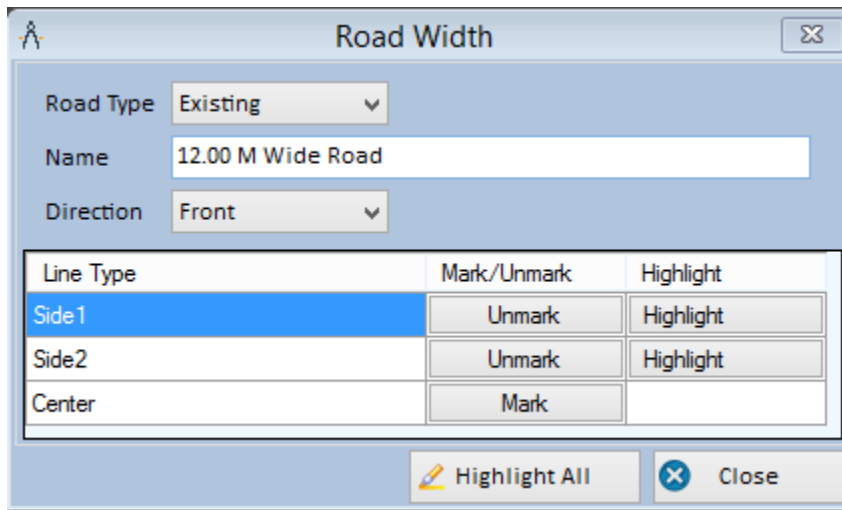 Road Width
Road Type Existing
Name 12.00 M Wide Road
Direction Front
Line Type Mark/Unmark Highlight
Side1 Unmark Highlight
Side2 Unmark Highlight
Center Mark
Highlight All Close